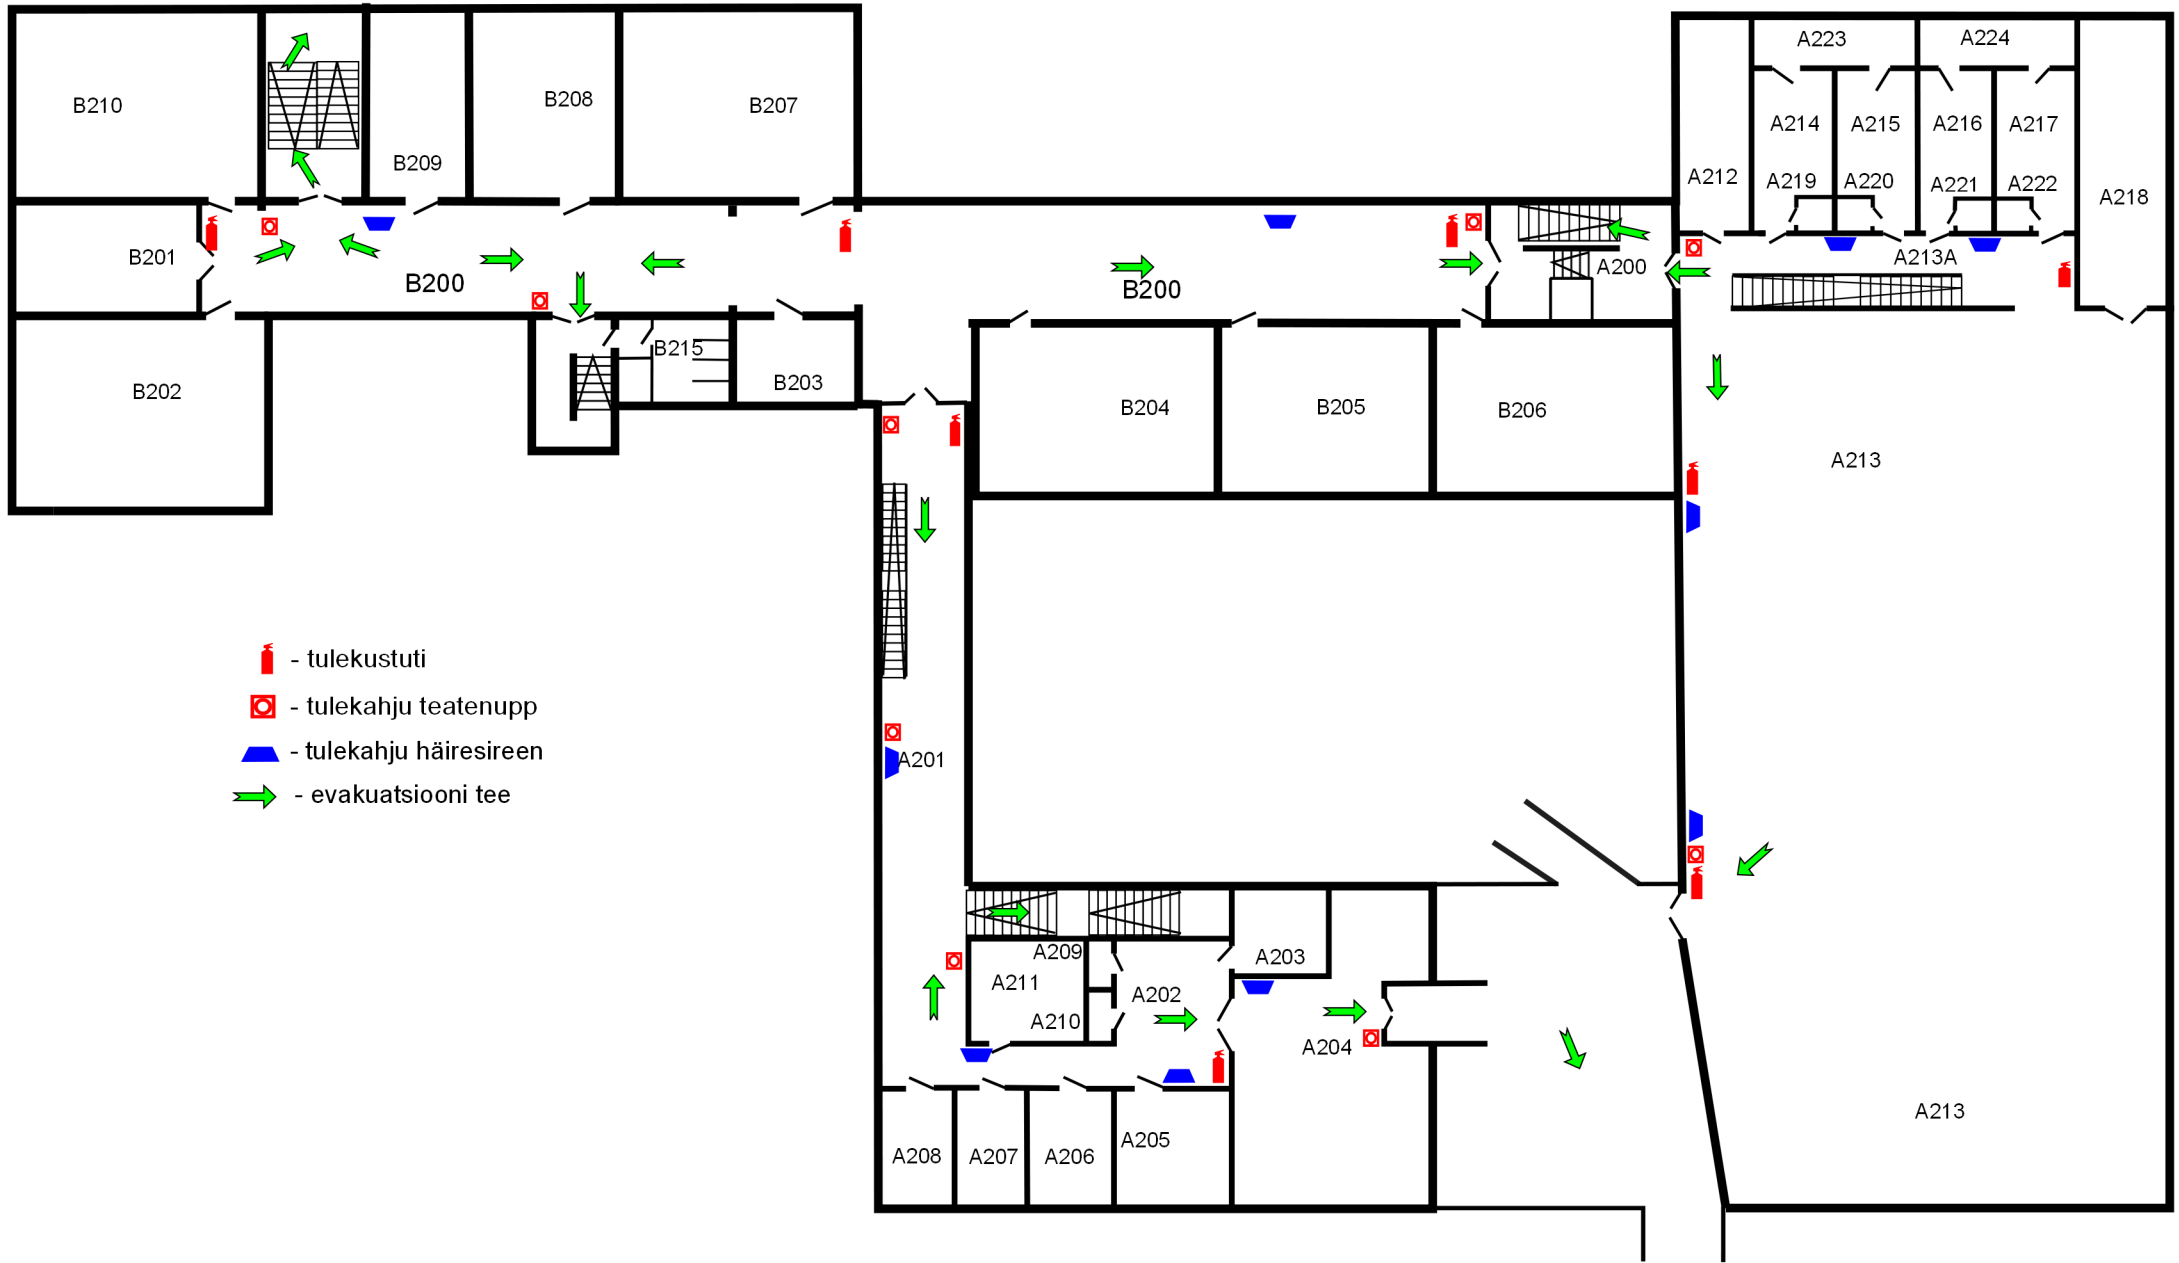 A223
A224
B210
B208
B207
A214
A215
A216
A217
B209
A212
A219
A220
A221
A222
A218
B201
B200
B200
A200
A213A
B215
B203
B202
B204
B205
B206
A213
- tulekustuti
- tulekahju teatenupp
- tulekahju häiresireen
- evakuatsiooni tee
A201
A209
A203
A211
A202
A210
A204
A208
A207
A206
A205
A213